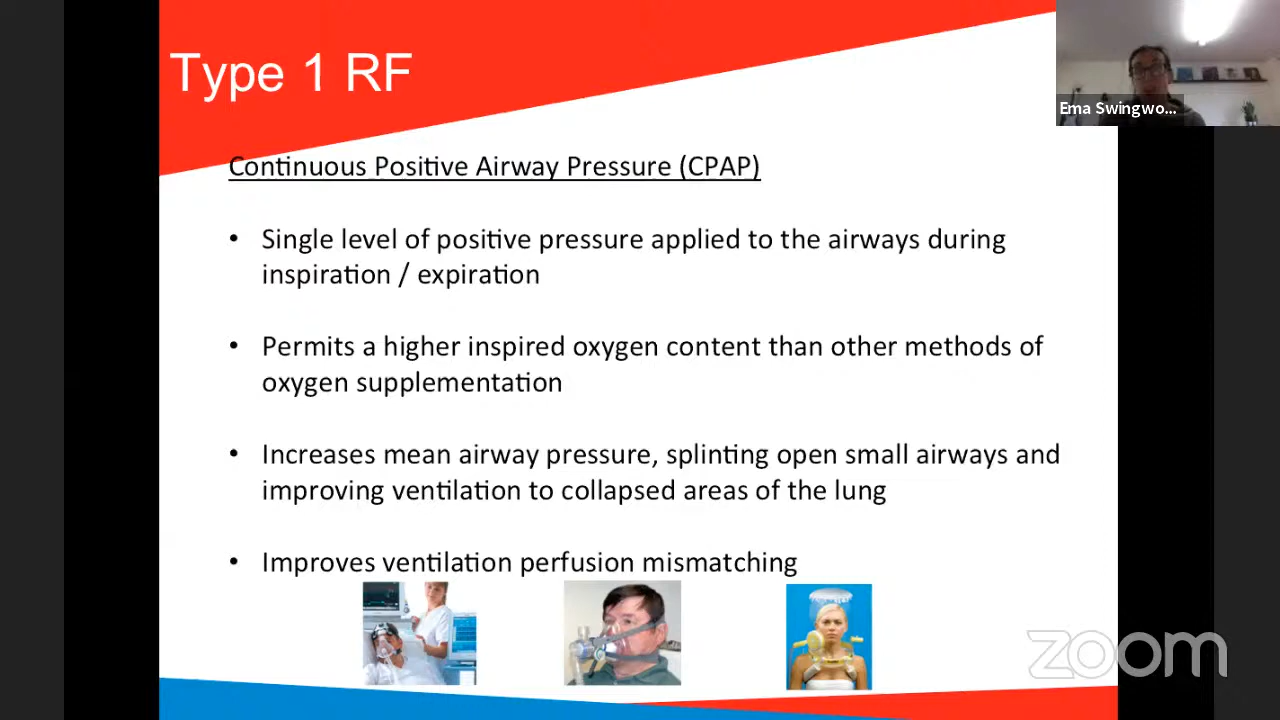 Type 1 RF
Ema Swingwo...
Continuous Positive Airway Pressure (CPAP)
• Single level of positive pressure applied to the airways during
inspiration / expiration
• Permits a higher inspired oxygen content than other methods of
oxygen supplementation
• Increases mean airway pressure, splinting open small airways and
improving ventilation to collapsed areas of the lung
• Improves ventilation perfusion mismatching
zoom